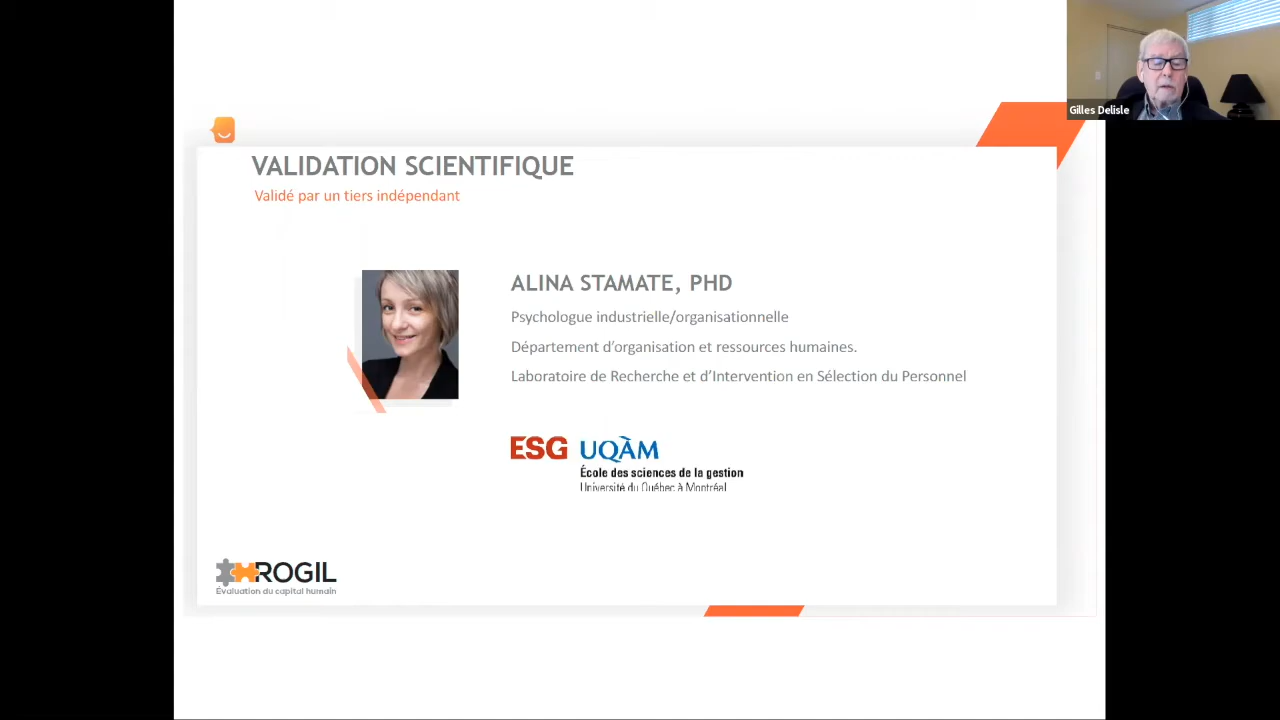 Gilles Delisle
VALIDATION SCIENTIFIQUE
Validé par un tiers indépendant
ALINA STAMATE, PHD
Psychologue industrielle/organisationnelle
Département d'organisation et ressources humaines.
Laboratoire de Recherche et d'Intervention en Sélection du Personnel
ESG UQÀM
École des sciences de la gestion
Université du Québec à Montréal
ROGIL
Évaluation du capital humain